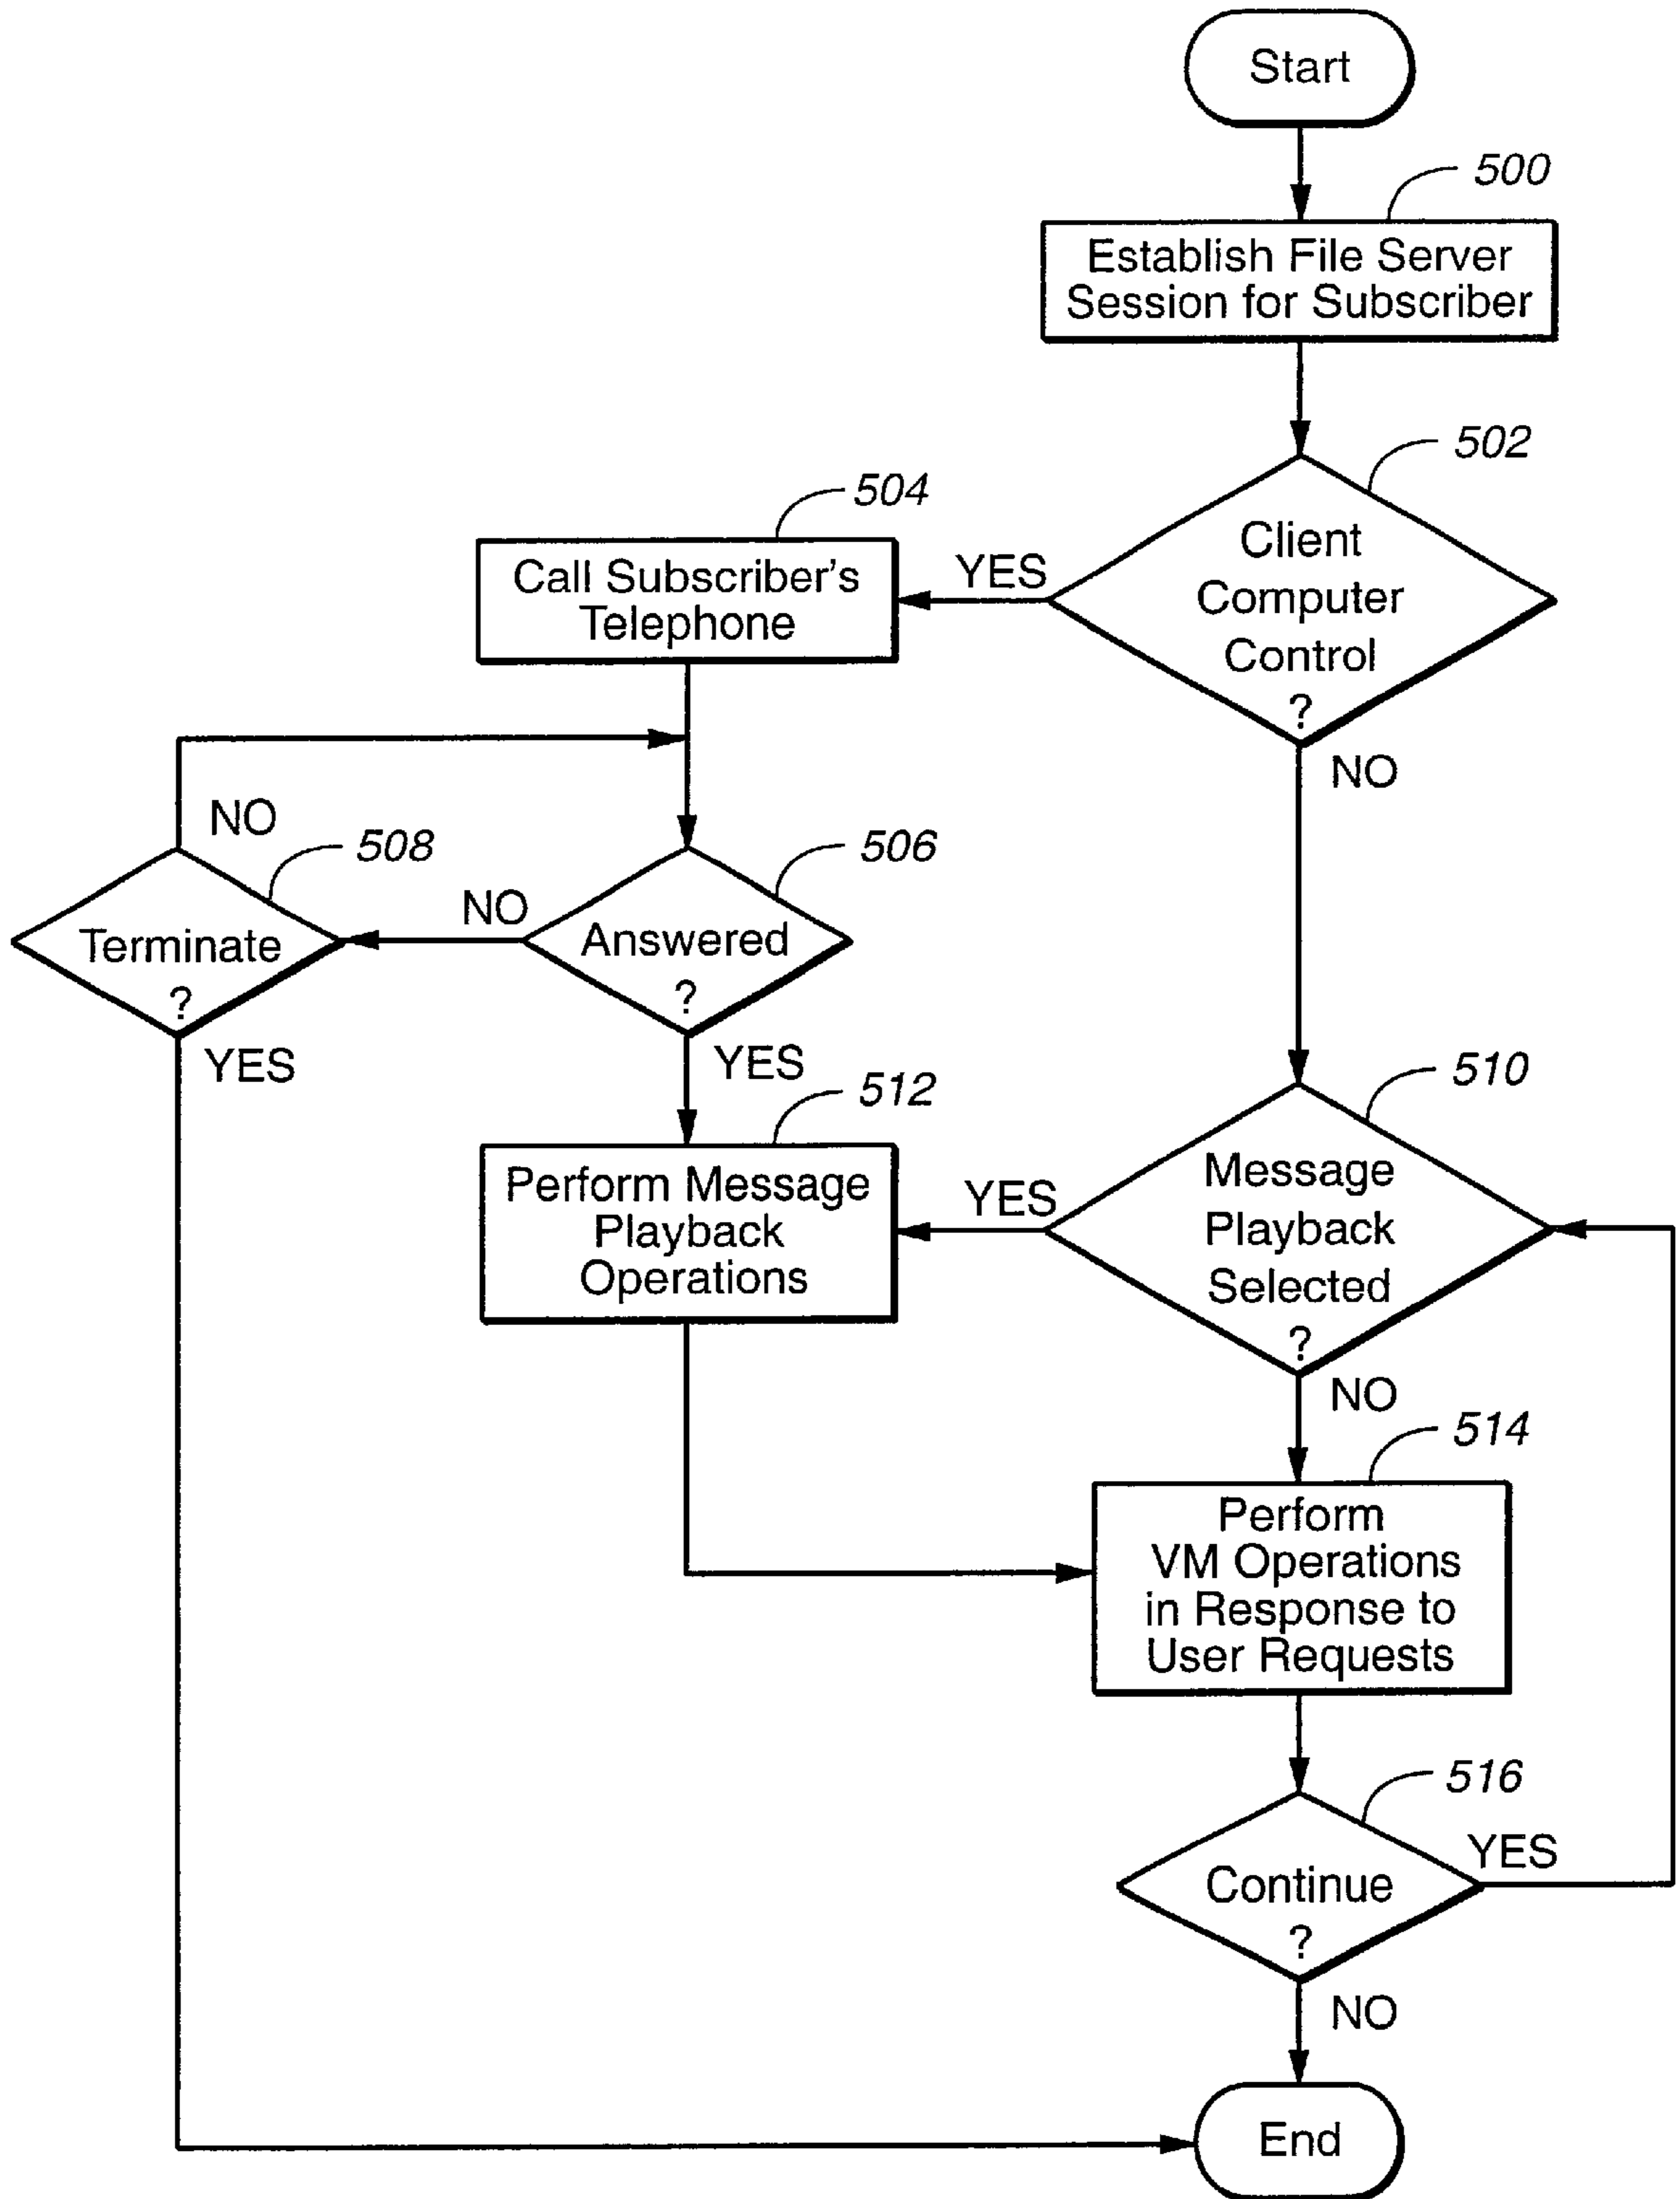 Start
500
Establish File Server
Session for Subscriber
502
Client
Computer
Control
?
YES
NO
504
Call Subscriber's
Telephone
506
Answered
?
NO
YES
508
Terminate
?
NO
YES
510
Message
Playback
Selected
?
YES
NO
512
Perform Message
Playback
Operations
514
Perform
VM Operations
in Response to
User Requests
516
Continue
?
YES
NO
End